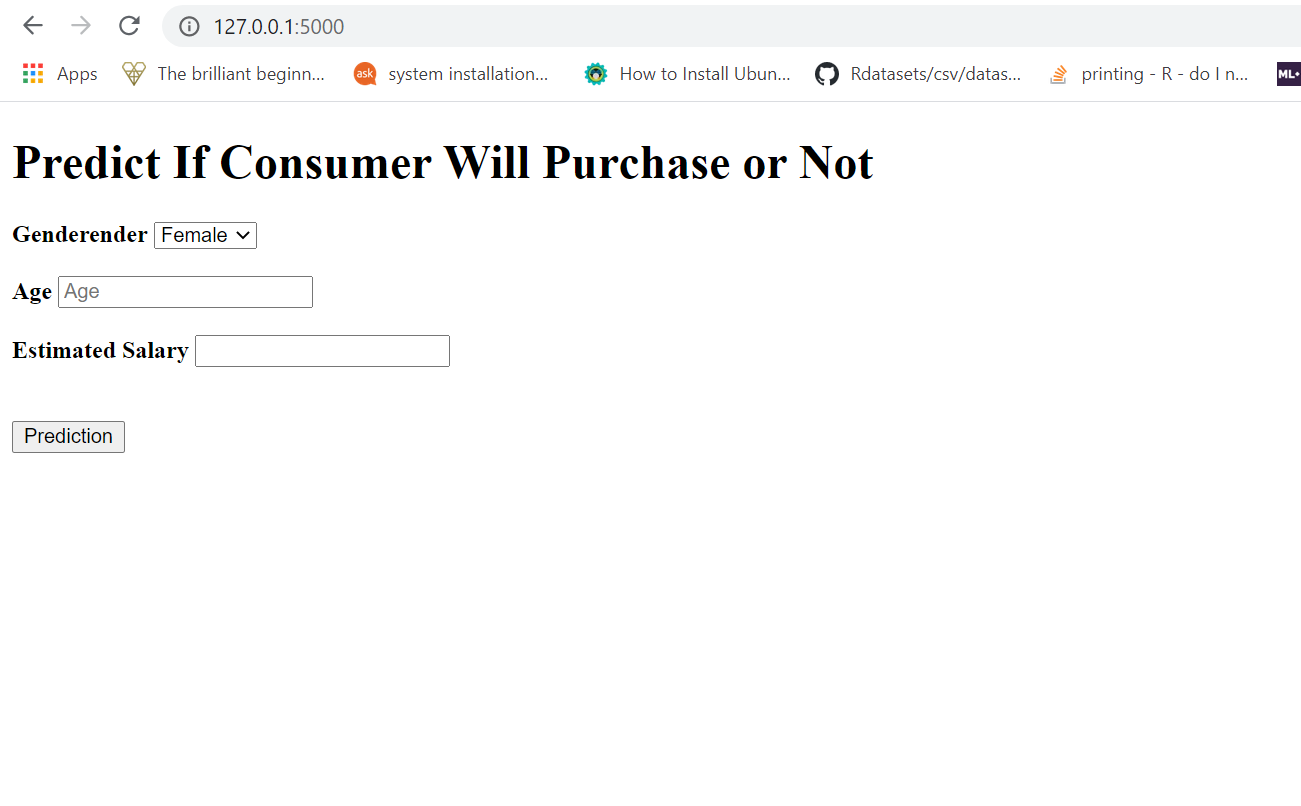 127.0.0.1:5000
Apps The brilliant beginn... ask system installation... How to Install Ubun... Rdatasets/csv/datas... printing - R - do I n... ML+
Predict If Consumer Will Purchase or Not
Genderender Female
Age Age
Estimated Salary
Prediction